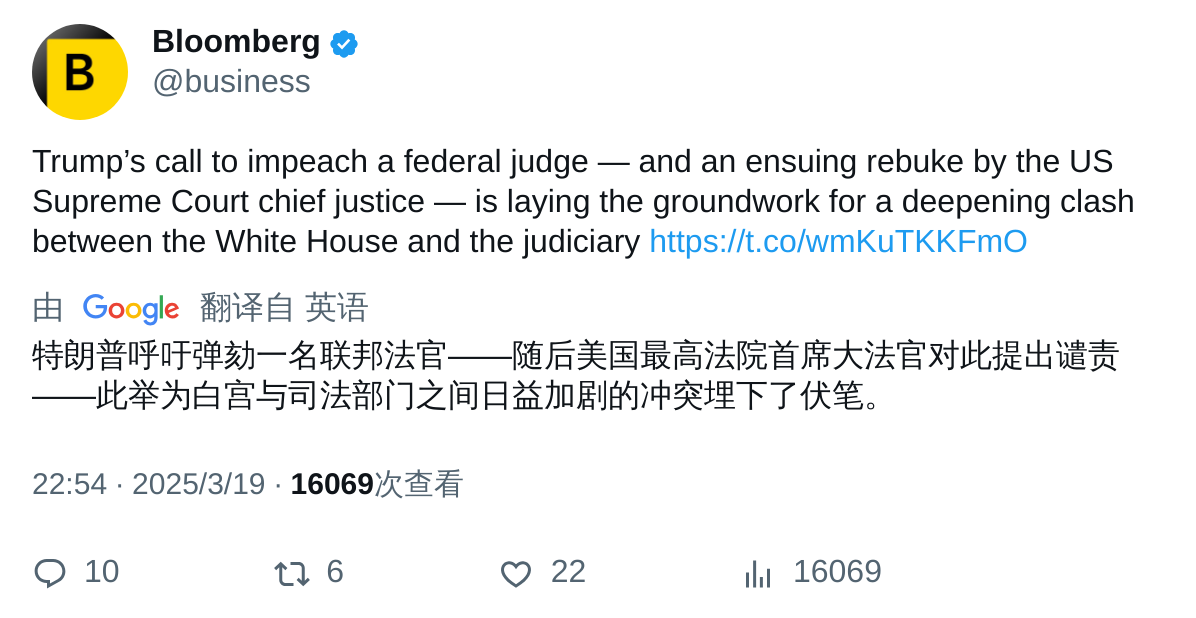 B
Bloomberg
@business
Trump’s call to impeach a federal judge — and an ensuing rebuke by the US
Supreme Court chief justice — is laying the groundwork for a deepening clash
between the White House and the judiciary https://t.co/wmKuTKKFmO
由 Google 翻译自 英语
特朗普呼吁弹劾一名联邦法官——随后美国最高法院首席大法官对此提出谴责
——此举为白宫与司法部门之间日益加剧的冲突埋下了伏笔。
22:54 · 2025/3/19 · 16069次查看
10 6 22 16069